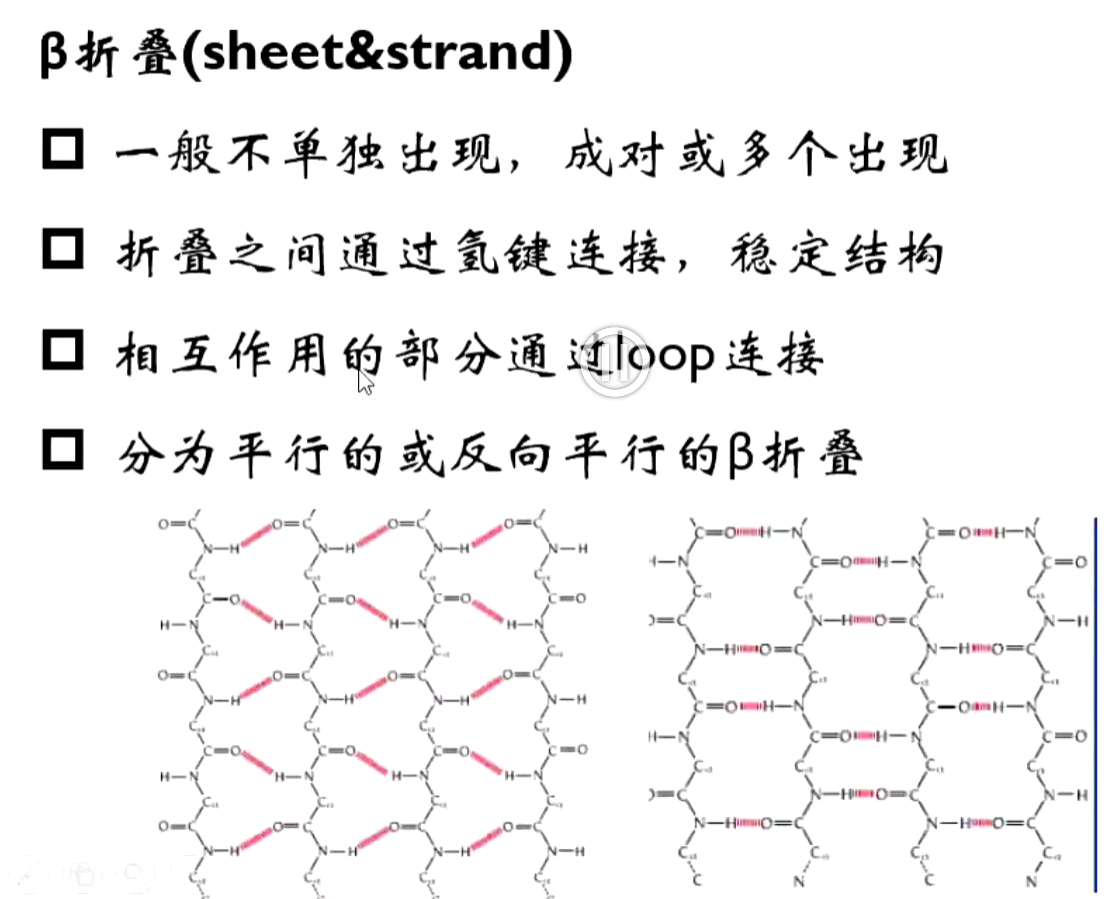 β折叠(sheet&strand)
一般不单独出现，成对或多个出现
折叠之间通过氢键连接，稳定结构
相互作用的部分通过loop连接
分为平行的或反向平行的β折叠